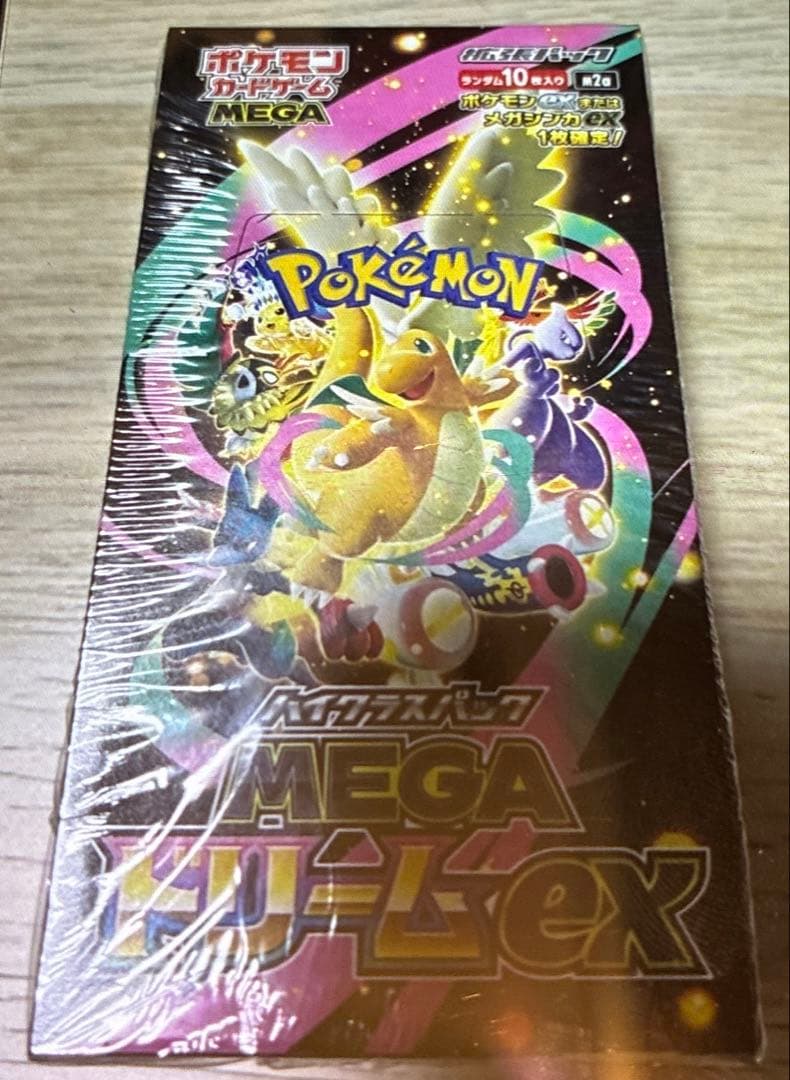 ポケモン
カードゲーム
MEGA
拡張パック
ランダム10枚入り
第2a
ポケモンexまたは
メガシンカex
1枚確定!
POKéMON
ハイクラスパック
MEGA
ドリームex